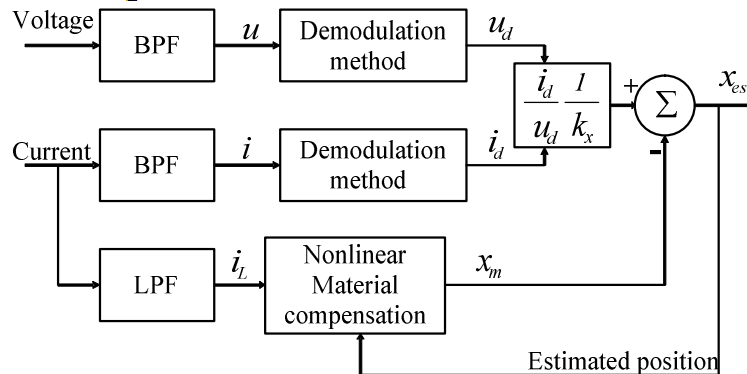 Voltage
BPF
u
Demodulation
method
u_d
i_d 1
u_d k_x
+
Σ
x_es
Current
BPF
i
Demodulation
method
i_d
-
LPF
i_L
Nonlinear
Material
compensation
x_m
Estimated position